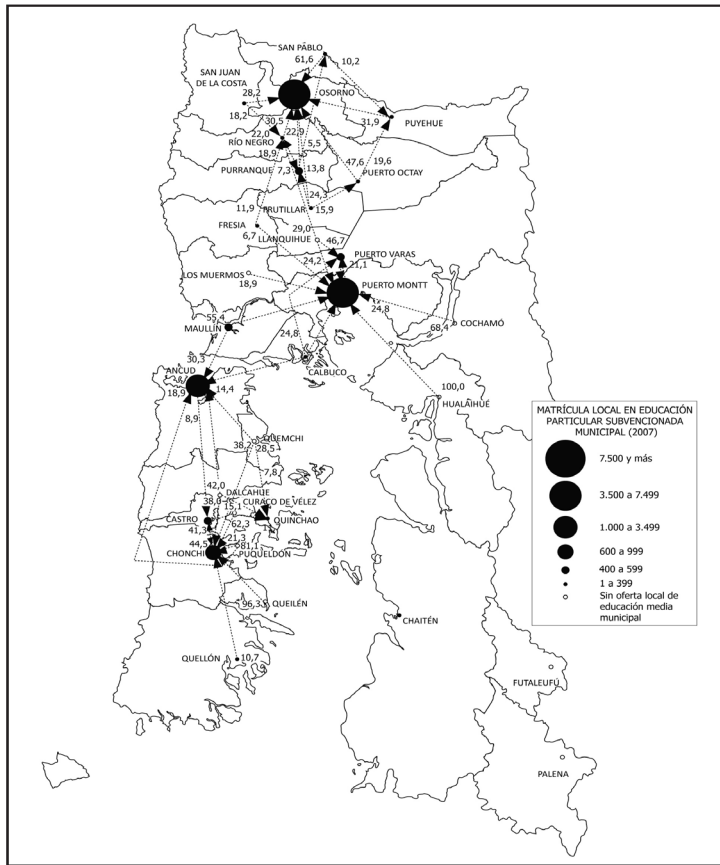 SAN PABLO
61,6
10,2
SAN JUAN
DE LA COSTA
28,2
18,2
OSORNO
31,9
PUYEHUE
30,5
22,0
22,9
RÍO NEGRO
18,9
5,5
PURRANQUE
7,3
13,8
47,6
19,6
PUERTO OCTAY
24,3
FRUTILLAR
15,9
11,9
FRESIA
6,7
29,0
LLANQUIHUE
46,7
24,2
PUERTO VARAS
21,1
LOS MUERMOS
18,9
PUERTO MONTT
24,8
55,4
MAULLÍN
24,8
68,4
COCHAMÓ
30,3
ANCUD
CALBUCO
18,9
14,4
100,0
HUALAIHUÉ
8,9
38,2
QUEMCHI
28,5
7,8
42,0
DALCAHUE
38,0
CURACO DE VÉLEZ
15,1
CASTRO
62,3
QUINCHAO
41,3
21,3
44,5
81,1
CHONCHI
PUQUELDÓN
96,3
QUEILÉN
QUELLÓN
10,7
CHAITÉN
FUTALEUFÚ
PALENA
MATRÍCULA LOCAL EN EDUCACIÓN
PARTICULAR SUBVENCIONADA
MUNICIPAL (2007)
7.500 y más
3.500 a 7.499
1.000 a 3.499
600 a 999
400 a 599
1 a 399
Sin oferta local de
educación media
municipal